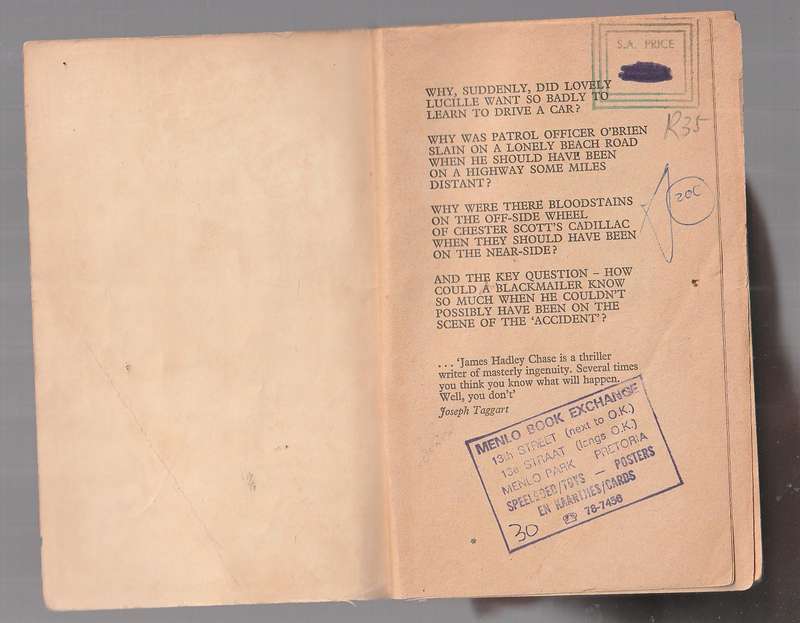 S.A. PRICE
WHY, SUDDENLY, DID LOVELY
LUCILLE WANT SO BADLY TO
LEARN TO DRIVE A CAR?
R35
WHY WAS PATROL OFFICER O'BRIEN
SLAIN ON A LONELY BEACH ROAD
WHEN HE SHOULD HAVE BEEN
ON A HIGHWAY SOME MILES
DISTANT?
20c
WHY WERE THERE BLOODSTAINS
ON THE OFF-SIDE WHEEL
OF CHESTER SCOTT'S CADILLAC
WHEN THEY SHOULD HAVE BEEN
ON THE NEAR-SIDE?
AND THE KEY QUESTION – HOW
COULD A BLACKMAILER KNOW
SO MUCH WHEN HE COULDN'T
POSSIBLY HAVE BEEN ON THE
SCENE OF THE 'ACCIDENT'?
... 'James Hadley Chase is a thriller
writer of masterly ingenuity. Several times
you think you know what will happen.
Well, you don't'
Joseph Taggart
MENLO BOOK EXCHANGE
13th STREET (next to O.K.)
13e STRAAT (langs O.K.)
MENLO PARK PRETORIA
SPEELGOED/TOYS — POSTERS
EN KAARTJIES/CARDS
30 ☎ 78-7456